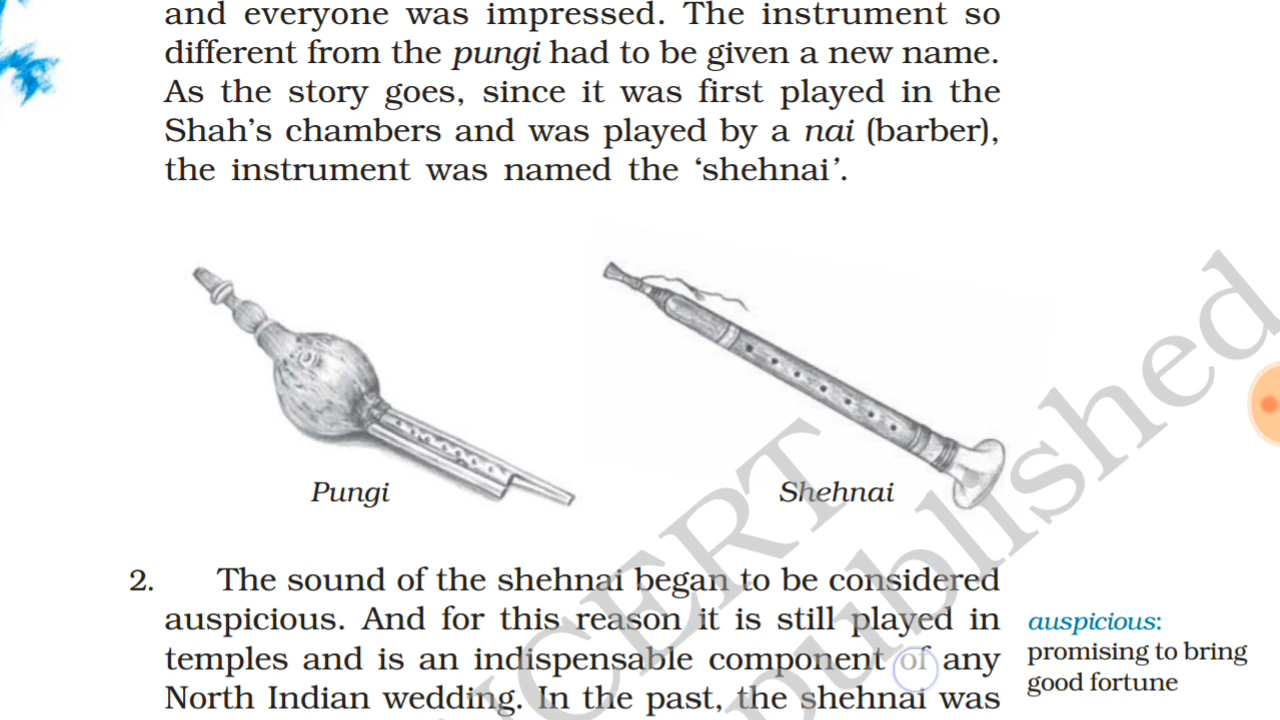 and everyone was impressed. The instrument so
different from the pungi had to be given a new name.
As the story goes, since it was first played in the
Shah's chambers and was played by a nai (barber),
the instrument was named the ‘shehnai’.
Pungi
Shehnai
2. The sound of the shehnai began to be considered
auspicious. And for this reason it is still played in
temples and is an indispensable component of any
North Indian wedding. In the past, the shehnai was
auspicious:
promising to bring
good fortune
NCERT
published